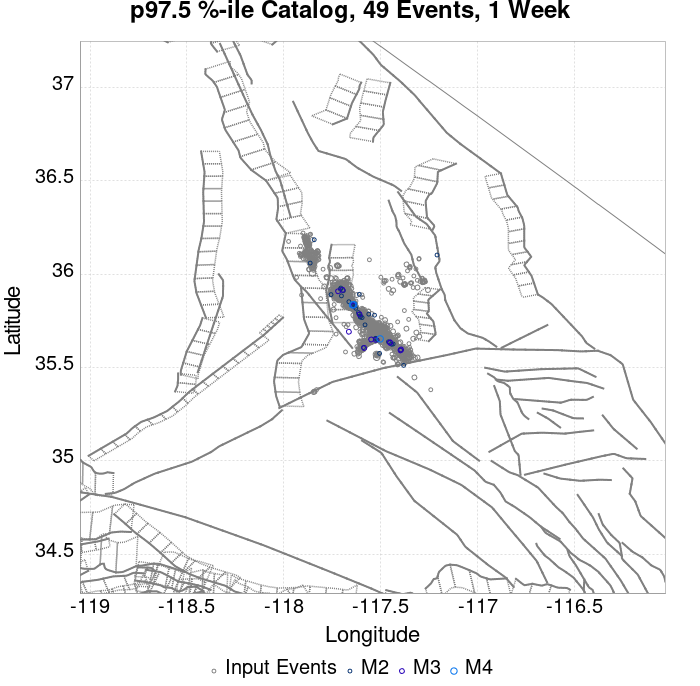 p97.5 %-ile Catalog, 49 Events, 1 Week
37
36.5
36
35.5
35
34.5
Latitude
-119
-118.5
-118
-117.5
-117
-116.5
Longitude
Input Events
M2
M3
M4